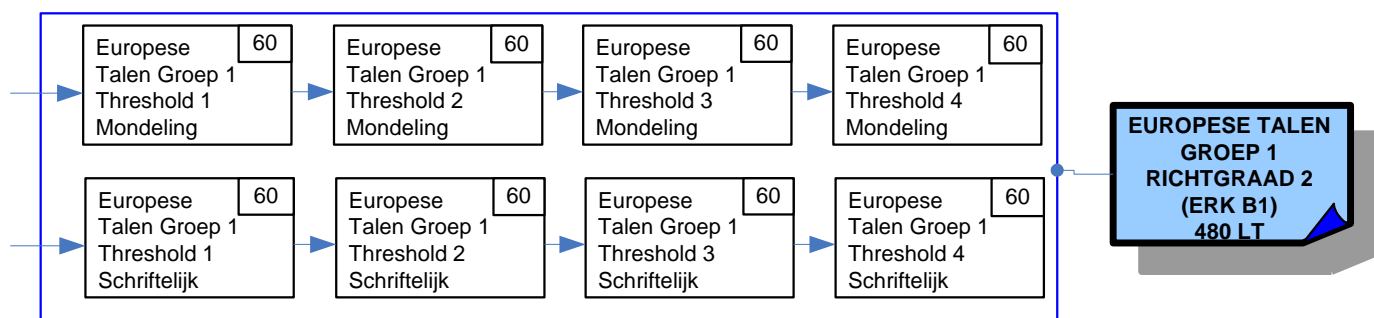 Europese
60
Talen Groep 1
Threshold 1
Mondeling
Europese
60
Talen Groep 1
Threshold 2
Mondeling
Europese
60
Talen Groep 1
Threshold 3
Mondeling
Europese
60
Talen Groep 1
Threshold 4
Mondeling
Europese
60
Talen Groep 1
Threshold 1
Schriftelijk
Europese
60
Talen Groep 1
Threshold 2
Schriftelijk
Europese
60
Talen Groep 1
Threshold 3
Schriftelijk
Europese
60
Talen Groep 1
Threshold 4
Schriftelijk
EUROPESE TALEN
GROEP 1
RICHTGRAAD 2
(ERK B1)
480 LT